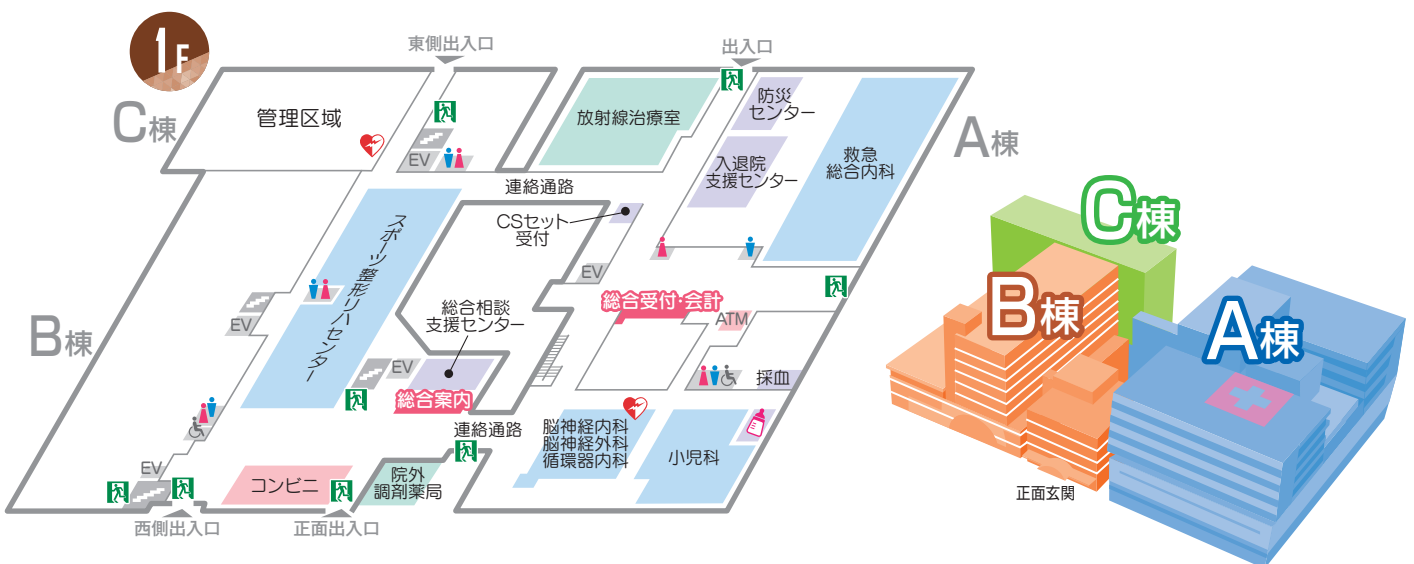 1F
東側出入口
出入口
C棟
管理区域
放射線治療室
防災
センター
A棟
救急
総合内科
EV
入退院
支援センター
連絡通路
CSセット
受付
スポーツ整形リハセンター
EV
総合受付・会計
総合相談
支援センター
ATM
EV
B棟
EV
総合案内
採血
連絡通路
脳神経内科
脳神経外科
循環器内科
小児科
EV
コンビニ
院外
調剤薬局
西側出入口
正面出入口
C棟
B棟
A棟
正面玄関